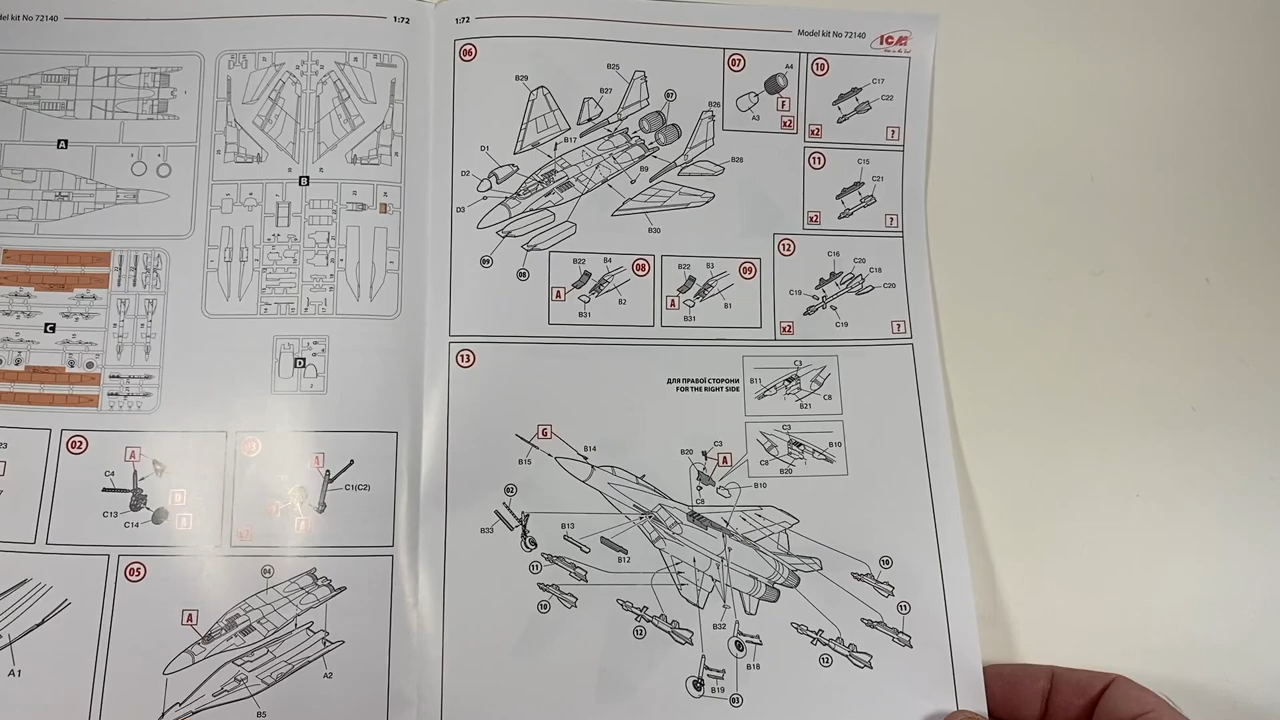 del kit No 72140
1:72
A
B
C
D
02
A
C4
D
C13
C14
A
03
A
C1(C2)
A
x2
A1
05
04
A
A2
B5
1:72
Model kit No 72140
ICM
06
B29
B25
B27
07
B26
B17
D1
D2
D3
B9
B28
B30
09
08
07
A4
F
A3
x2
10
C17
C22
x2
?
11
C15
C21
x2
?
12
C16
C20
C18
C20
C19
C19
x2
?
B22
B4
08
A
B2
B31
B22
B3
09
A
B1
B31
13
ДЛЯ ПРАВОЇ СТОРОНИ
FOR THE RIGHT SIDE
C3
B11
C8
B21
C3
B10
C8
B20
G
B14
B15
C3
B20
A
C8
B10
02
B33
B13
B12
11
10
12
B32
B18
B19
03
10
11
12